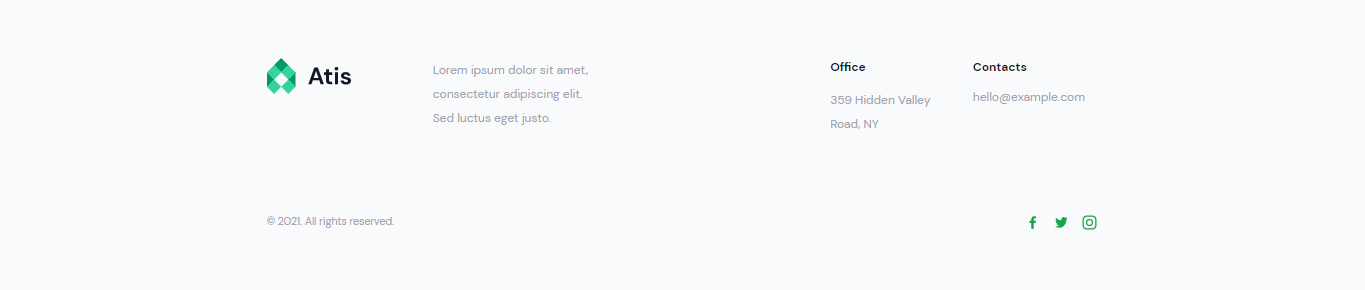 Atis
Lorem ipsum dolor sit amet,
consectetur adipiscing elit.
Sed luctus eget justo.
Office
359 Hidden Valley
Road, NY
Contacts
hello@example.com
© 2021. All rights reserved.